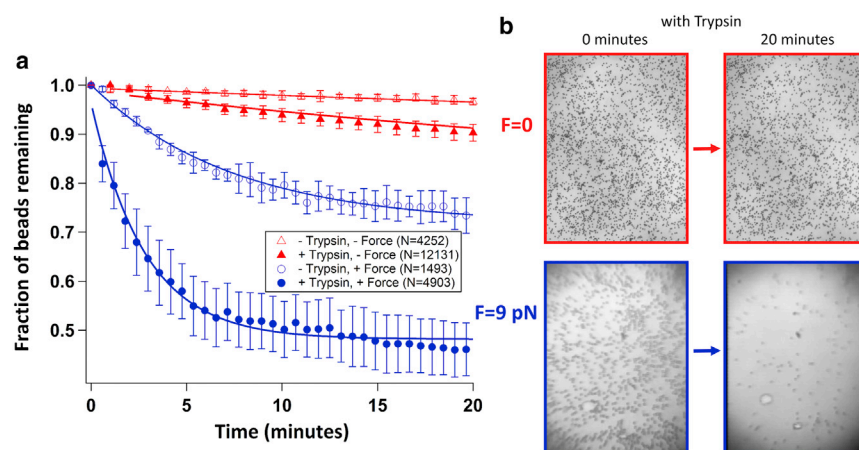 a
Fraction of beads remaining
1.0
0.9
0.8
0.7
0.6
0.5
0
5
10
15
20
Time (minutes)
- Trypsin, - Force (N=4252)
+ Trypsin, - Force (N=12131)
- Trypsin, + Force (N=1493)
+ Trypsin, + Force (N=4903)
b
with Trypsin
0 minutes
20 minutes
F=0
F=9 pN